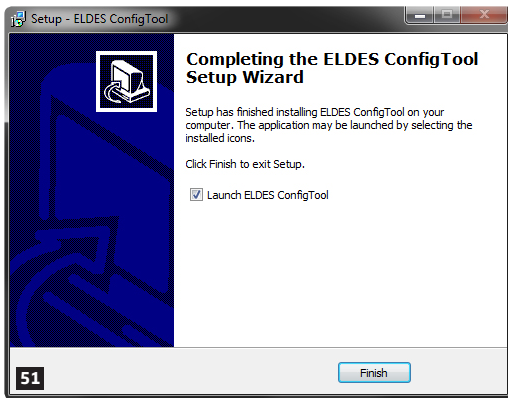 Setup - ELDES ConfigTool
Completing the ELDES ConfigTool
Setup Wizard
Setup has finished installing ELDES ConfigTool on your
computer. The application may be launched by selecting the
installed icons.
Click Finish to exit Setup.
Launch ELDES ConfigTool
Finish
51